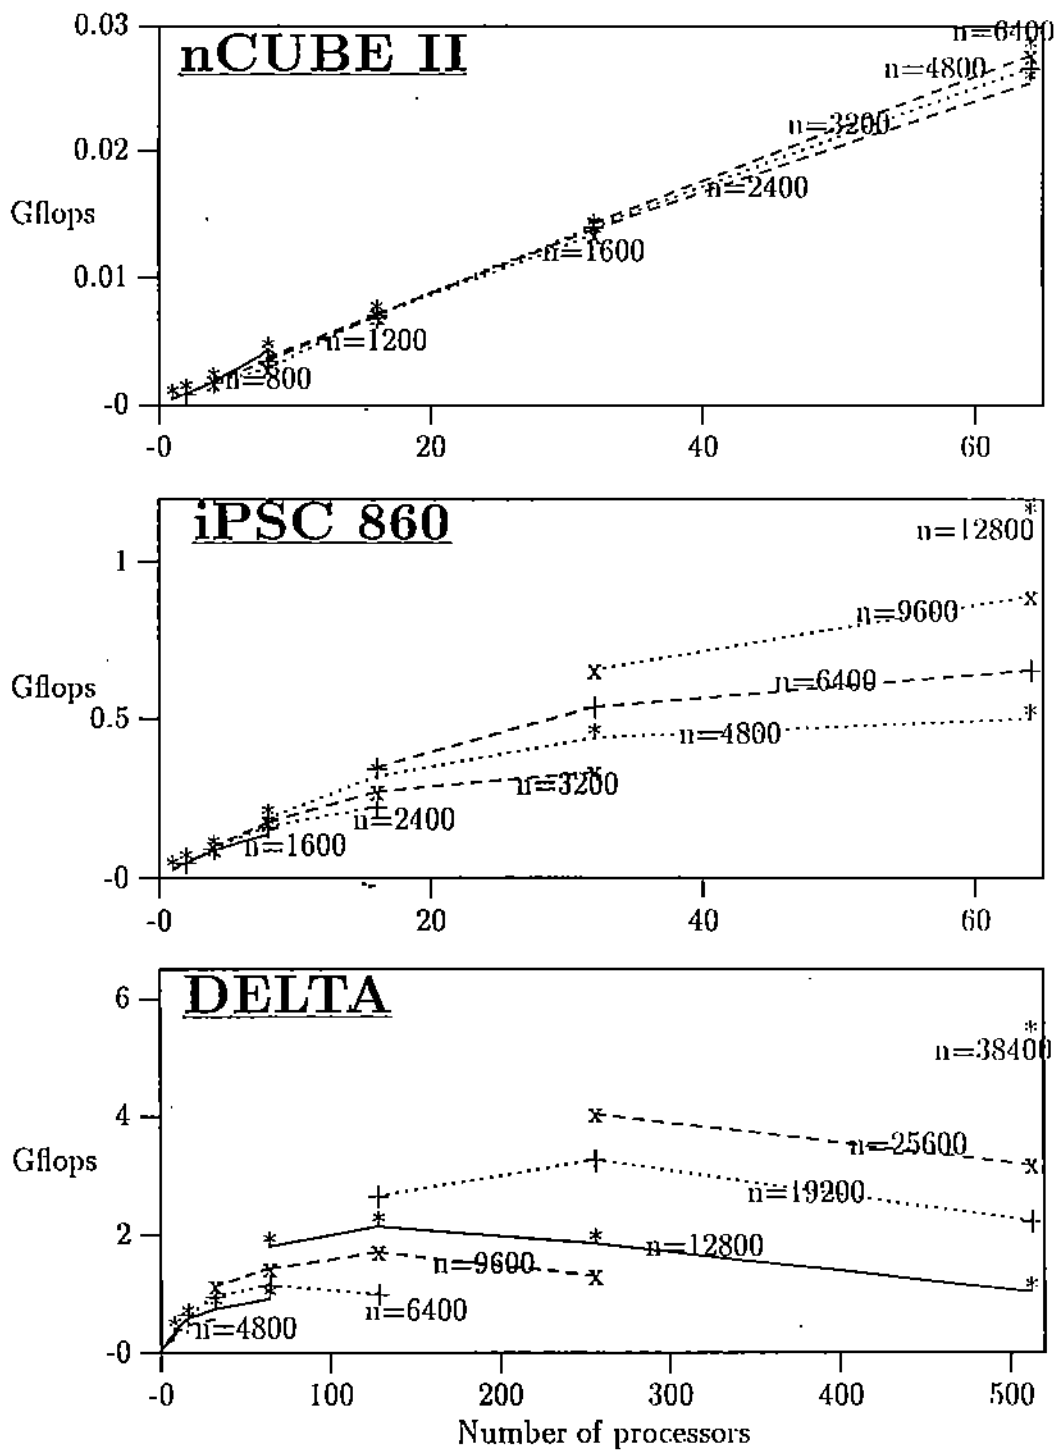 nCUBE II
0.03
n=6400
n=4800
0.02
n=3200
n=2400
Gflops
n=1600
0.01
n=1200
n=800
-0
-0 20 40 60
iPSC 860
n=12800
1
n=9600
Gflops
n=6400
0.5
n=4800
n=3200
n=2400
n=1600
-0
-0 20 40 60
DELTA
6
n=38400
4
n=25600
Gflops
n=19200
2
n=12800
n=9600
n=6400
n=4800
-0
-0 100 200 300 400 500
Number of processors